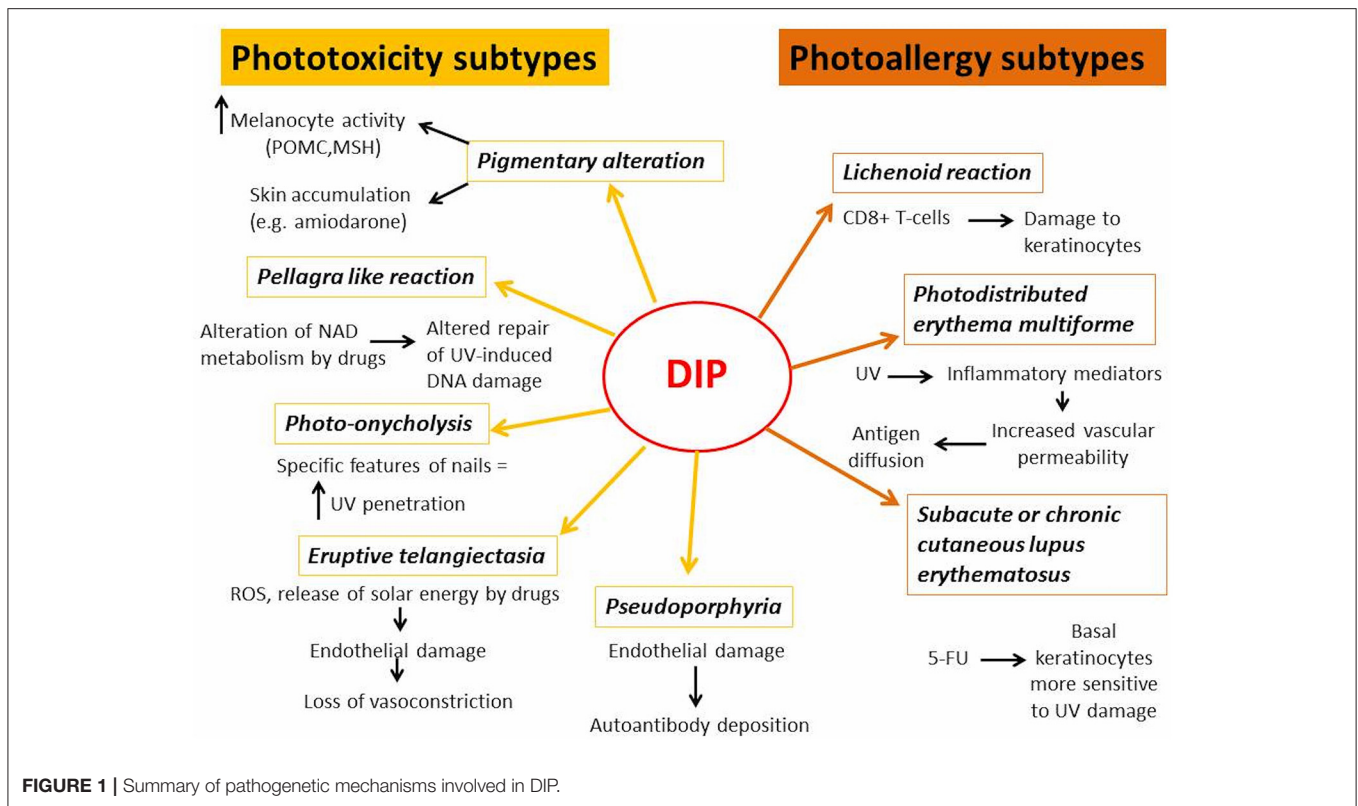 Phototoxicity subtypes
Photoallergy subtypes
↑ Melanocyte activity
(POMC,MSH)
Pigmentary alteration
Skin accumulation
(e.g. amiodarone)
Pellagra like reaction
Alteration of NAD
metabolism by drugs
Altered repair
of UV-induced
DNA damage
Photo-onycholysis
Specific features of nails =
↑ UV penetration
Eruptive telangiectasia
ROS, release of solar energy by drugs
Endothelial damage
Loss of vasoconstriction
Pseudoporphyria
Endothelial damage
Autoantibody deposition
DIP
Lichenoid reaction
CD8+ T-cells
Damage to
keratinocytes
Photodistributed
erythema multiforme
UV
Inflammatory mediators
Increased vascular
permeability
Antigen
diffusion
Subacute or chronic
cutaneous lupus
erythematosus
5-FU
Basal
keratinocytes
more sensitive
to UV damage
FIGURE 1 | Summary of pathogenetic mechanisms involved in DIP.